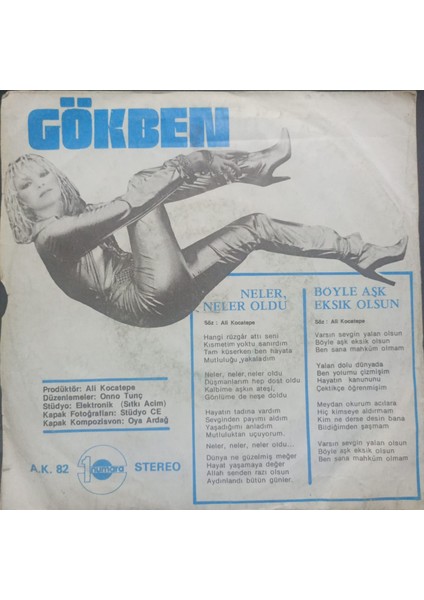 GÖKBEN
NELER,
NELER OLDU
Söz : Ali Kocatepe
Hangi rüzgâr attı seni
Kısmetim yoktu sanırdım
Tam küserken ben hayata
Mutluluğu yakaladım
Neler, neler, neler oldu
Düşmanlarım hep dost oldu
Kalbime aşkın ateşi,
Gönlüme de neşe doldu
Hayatın tadına vardım
Sevginden payımı aldım
Yaşadığımı anladım
Mutluluktan uçuyorum.
Neler, neler, neler oldu...
Dünya ne güzelmiş meğer
Hayat yaşamaya değer
Allah senden razı olsun
Aydınlandı bütün günler
BÖYLE AŞK
EKSİK OLSUN
Söz : Ali Kocatepe
Varsın sevgin yalan olsun
Böyle aşk eksik olsun
Ben sana mahkûm olmam
Yalan dolu dünyada
Ben yolumu çizmişim
Hayatın kanununu
Çektikçe öğrenmişim
Meydan okurum acılara
Hiç kimseye aldırmam
Kim ne derse desin bana
Bildiğimden şaşmam
Varsın sevgin yalan olsun
Böyle aşk eksik olsun
Ben sana mahkûm olmam
Prodüktör: Ali Kocatepe
Düzenlemeler: Onno Tunç
Stüdyo: Elektronik (Sıtkı Acim)
Kapak Fotoğrafları: Stüdyo CE
Kapak Kompozisvon: Oya Ardağ
A.K. 82
1 numara
STEREO